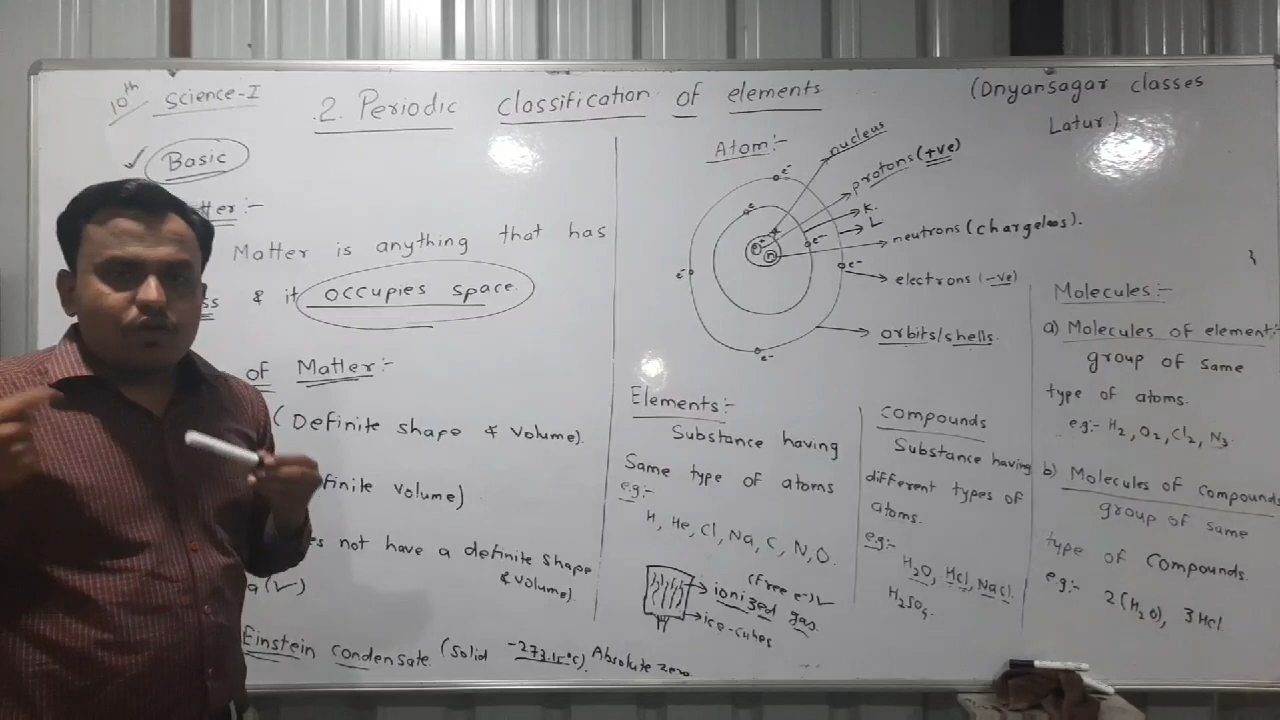 10th Science-I
2. Periodic Classification of elements
(Dnyansagar classes
Latur)
Basic
tter:-
Matter is anything that has
ss & it occupies space.
of Matter:-
(Definite shape & volume).
finite volume)
es not have a definite shape
& volume).
a(✓)
Einstein condensate (Solid -273.15°C). Absolute zero
Atom:-
nucleus
protons (+ve)
K.
L
neutrons (chargeless).
electrons (-ve)
orbits/shells.
e-
e-
e-
e-
e-
e-
P+
n
Elements:-
Substance having
Same type of atoms
e.g:-
H, He, Cl, Na, C, N, O.
(Free e-)
ionized gas.
ice-cubes
compounds
Substance having
different types of
atoms.
e.g:-
H2O, HCl, NaCl.
H2SO4.
Molecules:-
a) Molecules of element:-
group of same
type of atoms.
e.g:- H2, O2, Cl2, N3.
b) Molecules of compounds
group of same
type of compounds.
e.g:- 2(H2O), 3HCl.